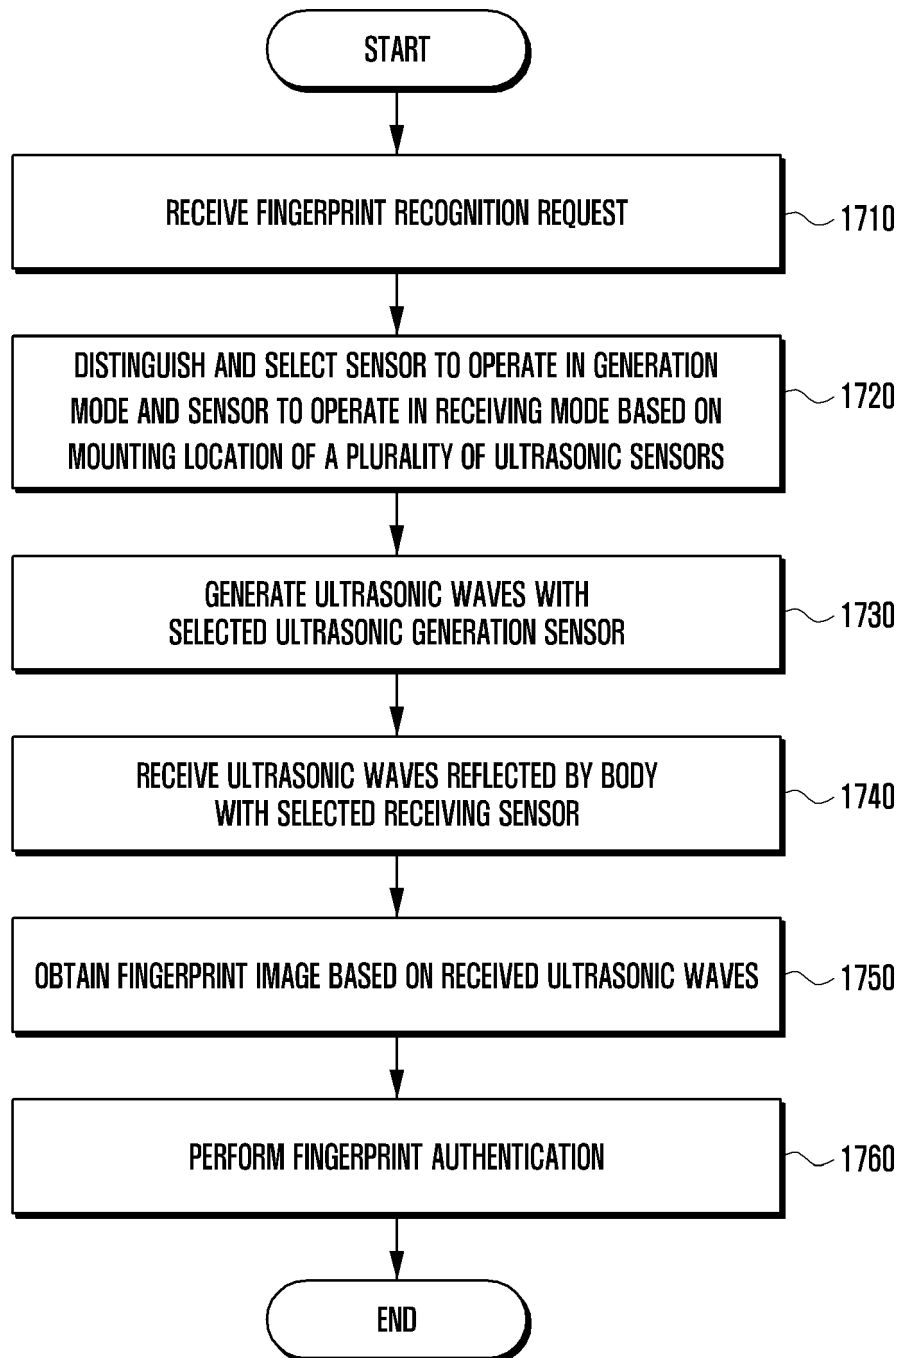 START
RECEIVE FINGERPRINT RECOGNITION REQUEST
1710
DISTINGUISH AND SELECT SENSOR TO OPERATE IN GENERATION
MODE AND SENSOR TO OPERATE IN RECEIVING MODE BASED ON
MOUNTING LOCATION OF A PLURALITY OF ULTRASONIC SENSORS
1720
GENERATE ULTRASONIC WAVES WITH
SELECTED ULTRASONIC GENERATION SENSOR
1730
RECEIVE ULTRASONIC WAVES REFLECTED BY BODY
WITH SELECTED RECEIVING SENSOR
1740
OBTAIN FINGERPRINT IMAGE BASED ON RECEIVED ULTRASONIC WAVES
1750
PERFORM FINGERPRINT AUTHENTICATION
1760
END